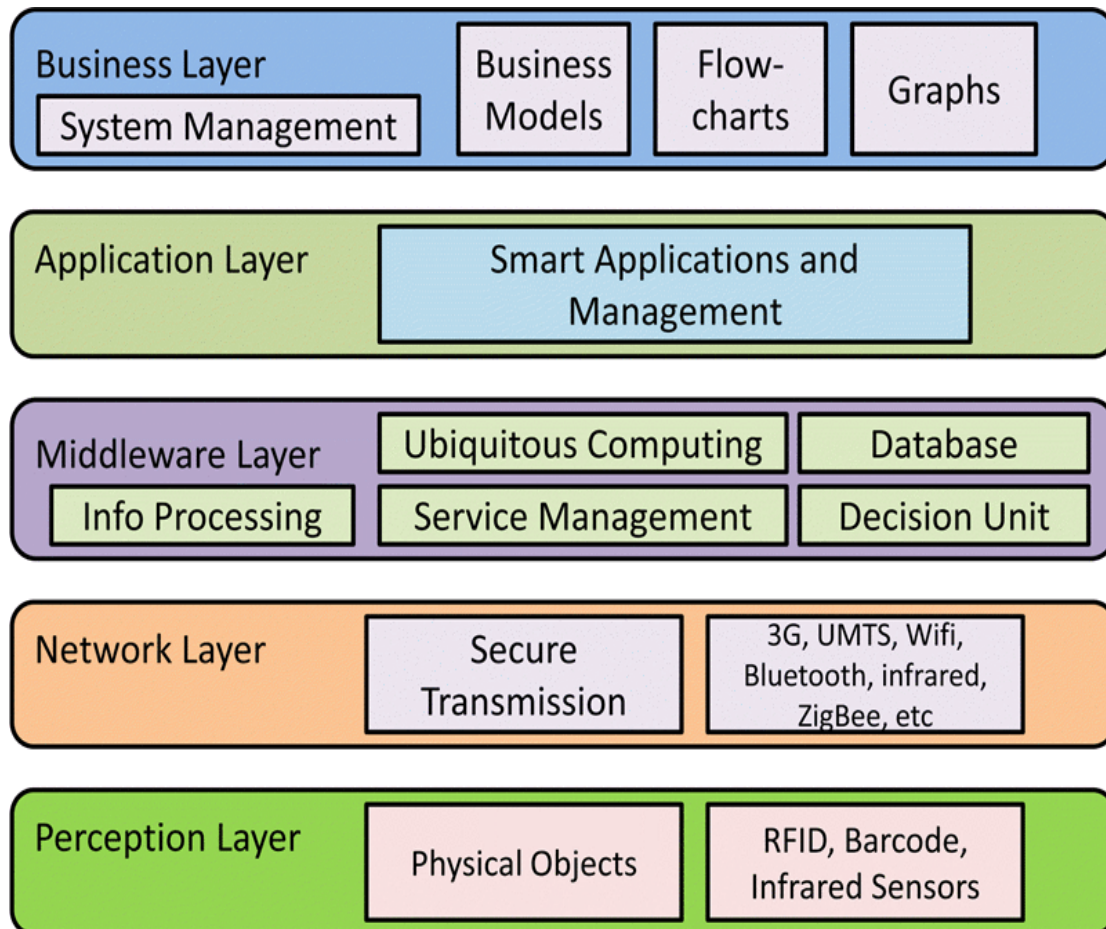 Business Layer
System Management
Business
Models
Flow-
charts
Graphs
Application Layer
Smart Applications and
Management
Middleware Layer
Info Processing
Ubiquitous Computing
Database
Service Management
Decision Unit
Network Layer
Secure
Transmission
3G, UMTS, Wifi,
Bluetooth, infrared,
ZigBee, etc
Perception Layer
Physical Objects
RFID, Barcode,
Infrared Sensors